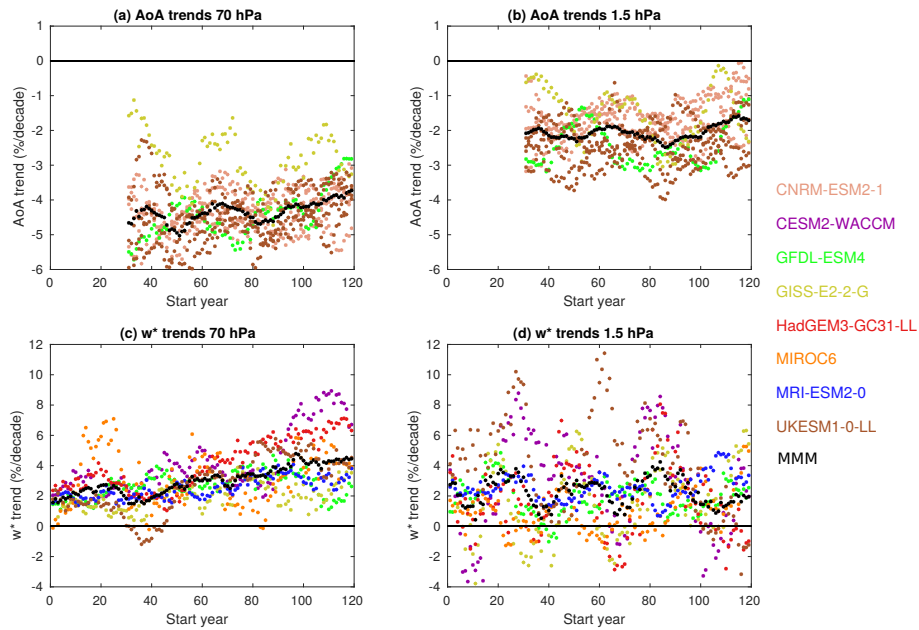 (a) AoA trends 70 hPa
1
0
-1
-2
-3
-4
-5
-6
AoA trend (%/decade)
0 20 40 60 80 100 120
Start year
(b) AoA trends 1.5 hPa
1
0
-1
-2
-3
-4
-5
-6
AoA trend (%/decade)
0 20 40 60 80 100 120
Start year
(c) w* trends 70 hPa
12
10
8
6
4
2
0
-2
-4
w* trend (%/decade)
0 20 40 60 80 100 120
Start year
(d) w* trends 1.5 hPa
12
10
8
6
4
2
0
-2
-4
w* trend (%/decade)
0 20 40 60 80 100 120
Start year
CNRM-ESM2-1
CESM2-WACCM
GFDL-ESM4
GISS-E2-2-G
HadGEM3-GC31-LL
MIROC6
MRI-ESM2-0
UKESM1-0-LL
MMM